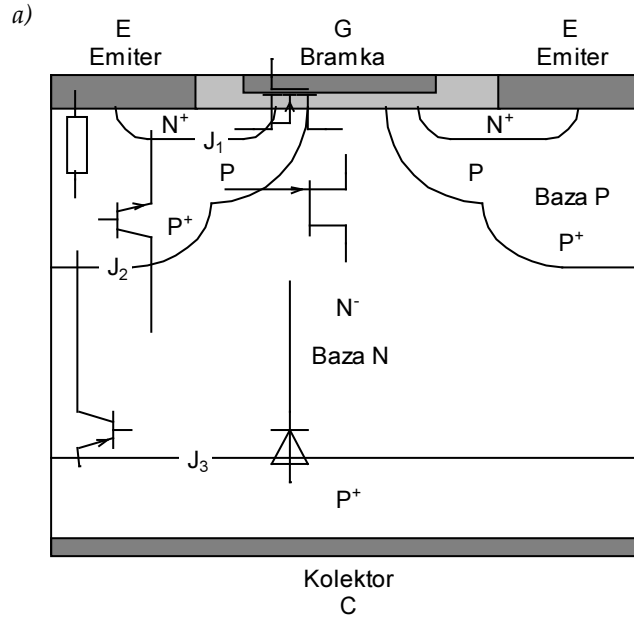 a)
E G E
Emiter Bramka Emiter
N+ N+
J1
P P
Baza P
P+ P+
J2
N-
Baza N
J3
P+
Kolektor
C